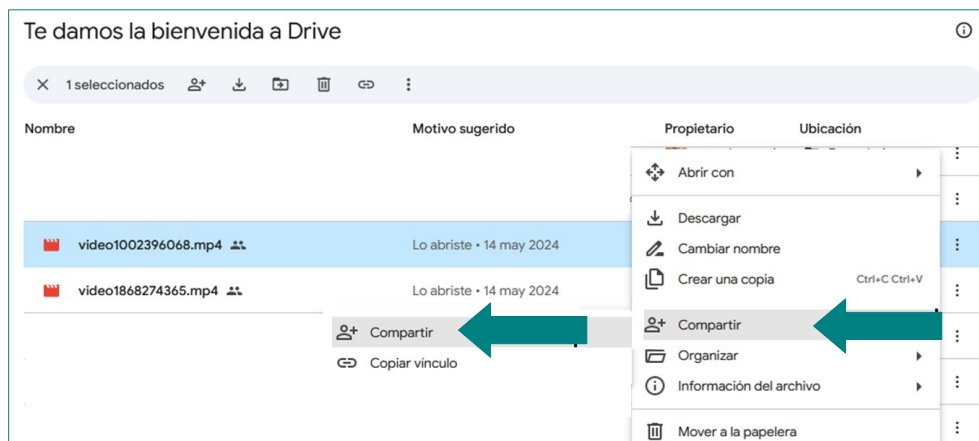 Te damos la bienvenida a Drive
1 seleccionados
Nombre Motivo sugerido Propietario Ubicación
Abrir con
Descargar
video1002396068.mp4 Lo abriste • 14 may 2024
Cambiar nombre
Crear una copia Ctrl+C Ctrl+V
video1868274365.mp4 Lo abriste • 14 may 2024
Compartir
Compartir
Organizar
Copiar vínculo
Información del archivo
Mover a la papelera